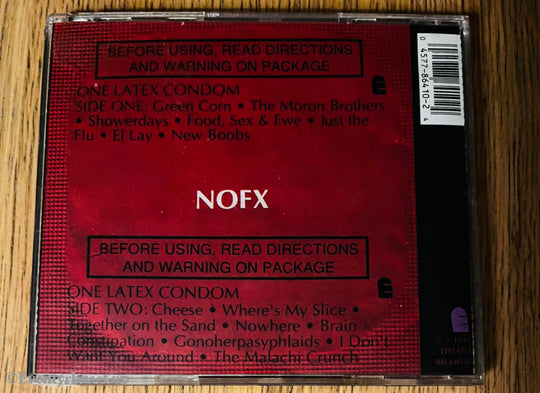 BEFORE USING, READ DIRECTIONS
AND WARNING ON PACKAGE
ONE LATEX CONDOM
SIDE ONE: Green Corn • The Moron Brothers
• Showerdays • Food, Sex & Ewe • Just the
Flu • El Lay • New Boobs
NOFX
BEFORE USING, READ DIRECTIONS
AND WARNING ON PACKAGE
ONE LATEX CONDOM
SIDE TWO: Cheese • Where's My Slice •
Together on the Sand • Nowhere • Brain
Constipation • Gonoherpasyphlaids • I Don't
Want You Around • The Malachi Crunch
0 4577-86410-2 4
EPITAPH
RECORDS